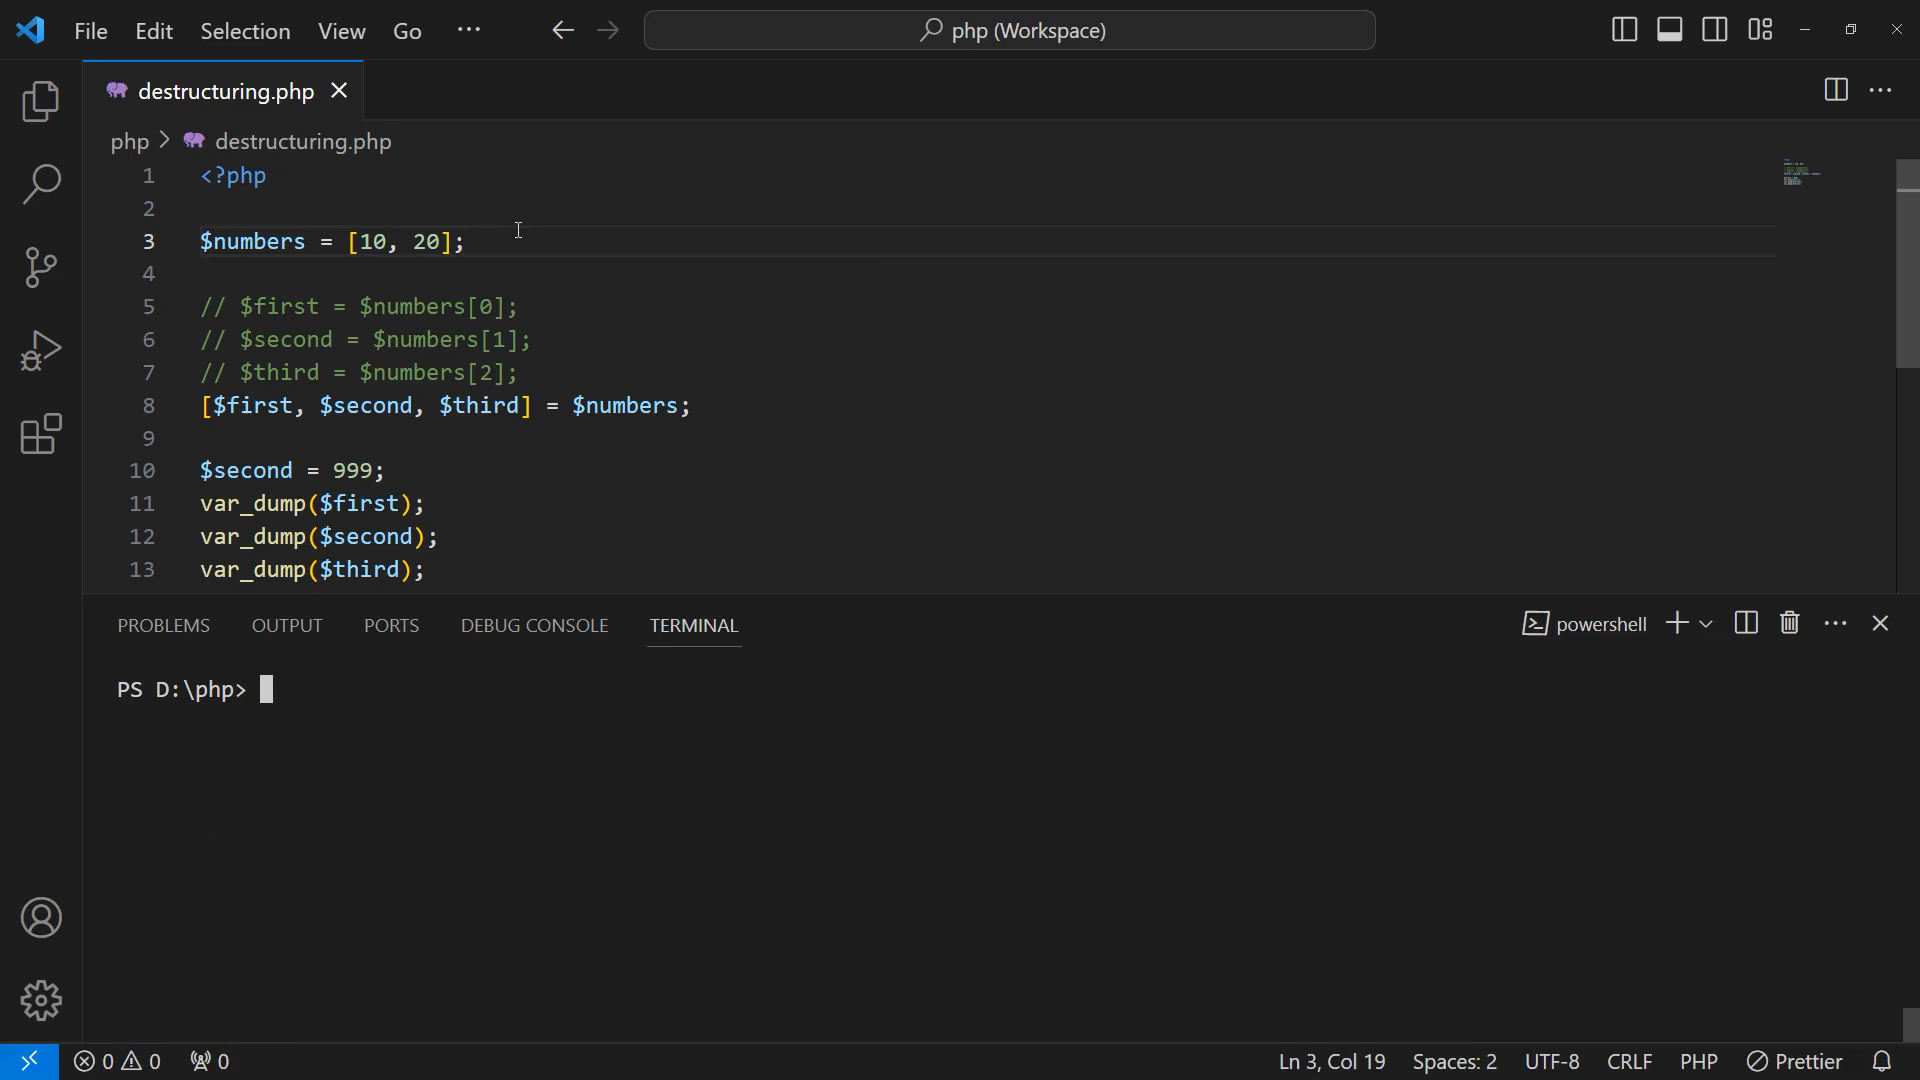 File Edit Selection View Go ··· php (Workspace)
destructuring.php
php > destructuring.php
1 <?php
2
3 $numbers = [10, 20];
4
5 // $first = $numbers[0];
6 // $second = $numbers[1];
7 // $third = $numbers[2];
8 [$first, $second, $third] = $numbers;
9
10 $second = 999;
11 var_dump($first);
12 var_dump($second);
13 var_dump($third);
PROBLEMS OUTPUT PORTS DEBUG CONSOLE TERMINAL powershell
PS D:\php>
0 0 0 Ln 3, Col 19 Spaces: 2 UTF-8 CRLF PHP Prettier